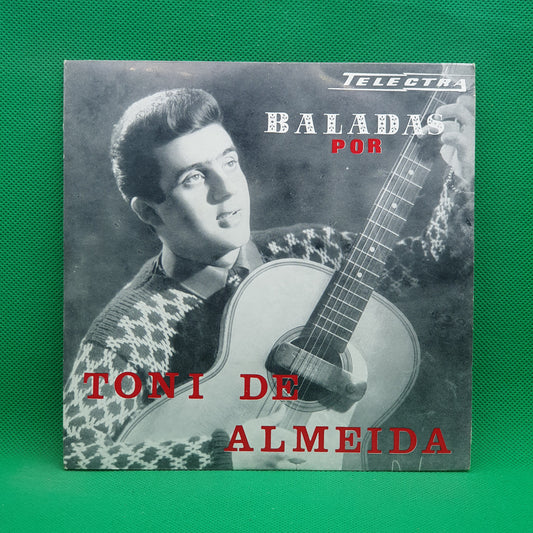 TELECTRA
BALADAS
POR
TONI DE
ALMEIDA